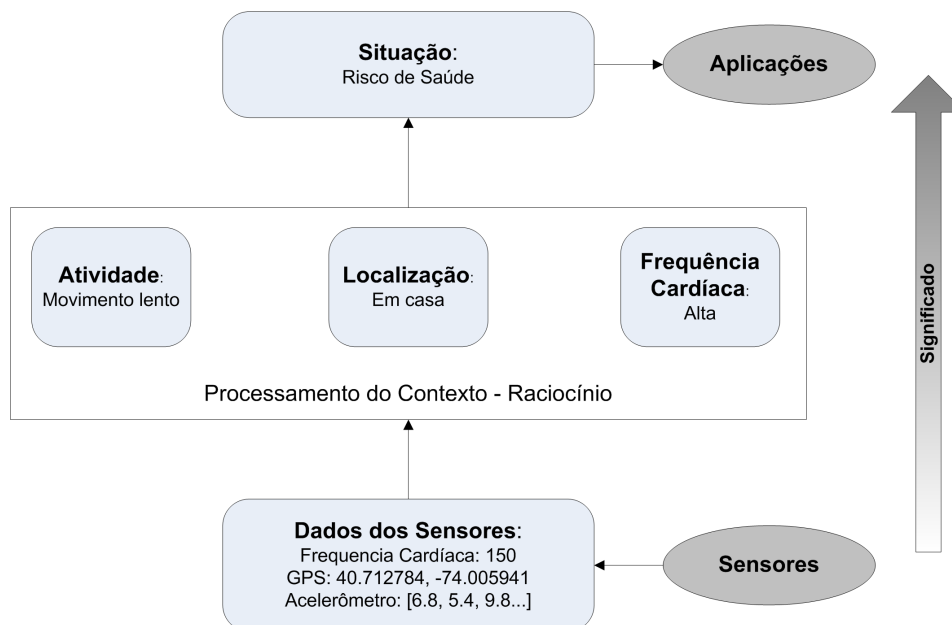 Situação:
Risco de Saúde
Aplicações
Atividade:
Movimento lento
Localização:
Em casa
Frequência
Cardíaca:
Alta
Processamento do Contexto - Raciocínio
Significado
Dados dos Sensores:
Frequencia Cardíaca: 150
GPS: 40.712784, -74.005941
Acelerômetro: [6.8, 5.4, 9.8...]
Sensores